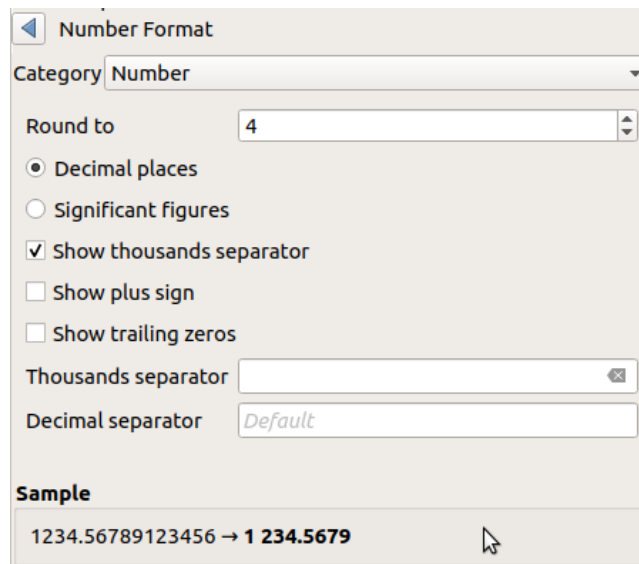 Number Format
Category Number
Round to 4
Decimal places
Significant figures
Show thousands separator
Show plus sign
Show trailing zeros
Thousands separator
Decimal separator Default
Sample
1234.56789123456 → 1 234.5679